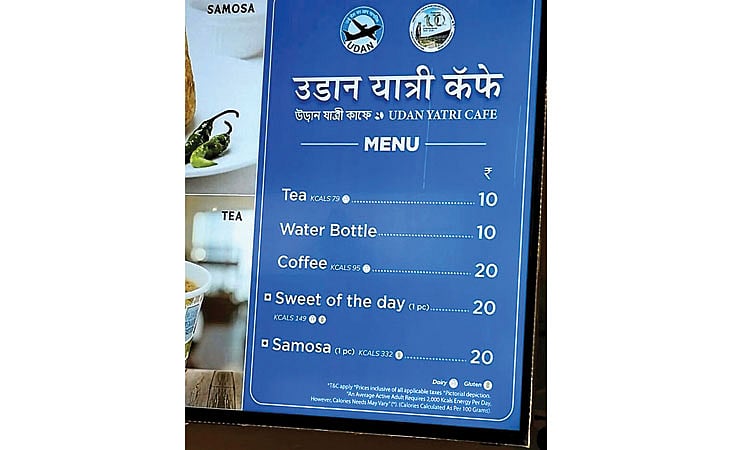 SAMOSA
UDAN
100
उडान यात्री कॅफे
উড়ান যাত্রী কাফে UDAN YATRI CAFE
MENU
₹
Tea KCALS 79 10
Water Bottle 10
Coffee KCALS 95 20
Sweet of the day (1 pc) 20
KCALS 149
Samosa (1 pc) KCALS 332 20
TEA
Dairy Gluten
*T&C apply *Prices inclusive of all applicable taxes *Pictorial depiction.
"An Average Active Adult Requires 2,000 Kcals Energy Per Day,
However, Calories Needs May Vary" (*). (Calories Calculated As Per 100 Grams).